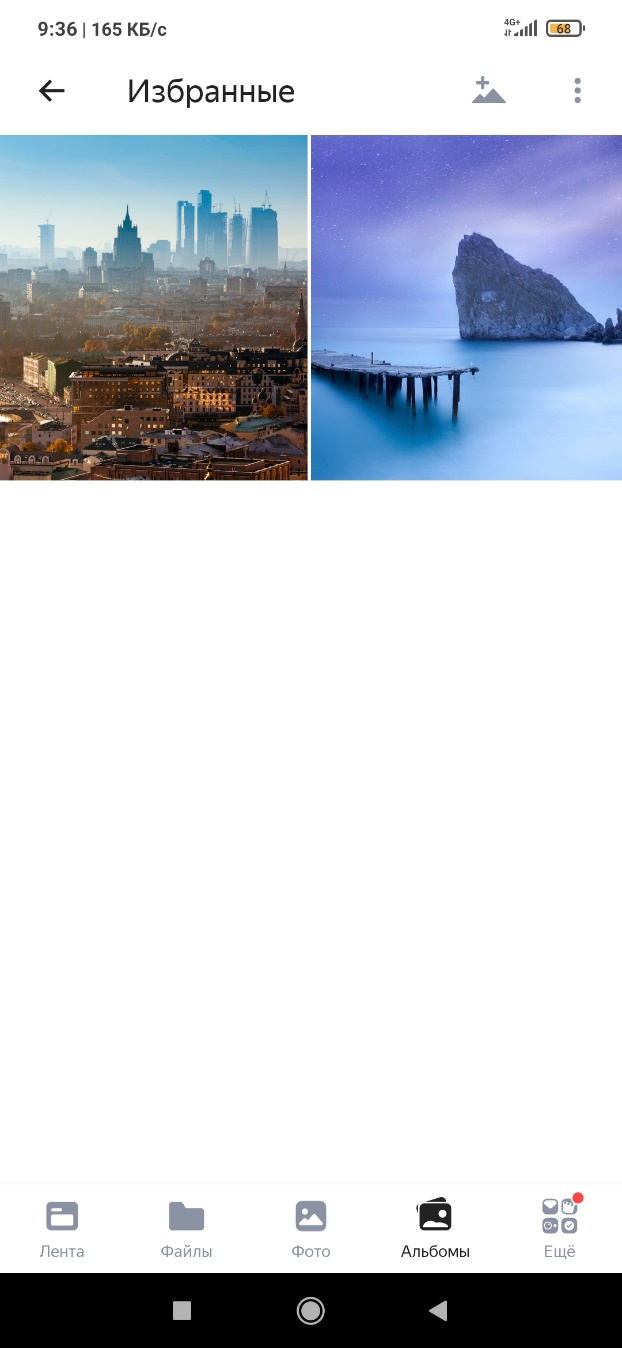 9:36 | 165 КБ/с
4G+
68
Избранные
Лента
Файлы
Фото
Альбомы
Ещё